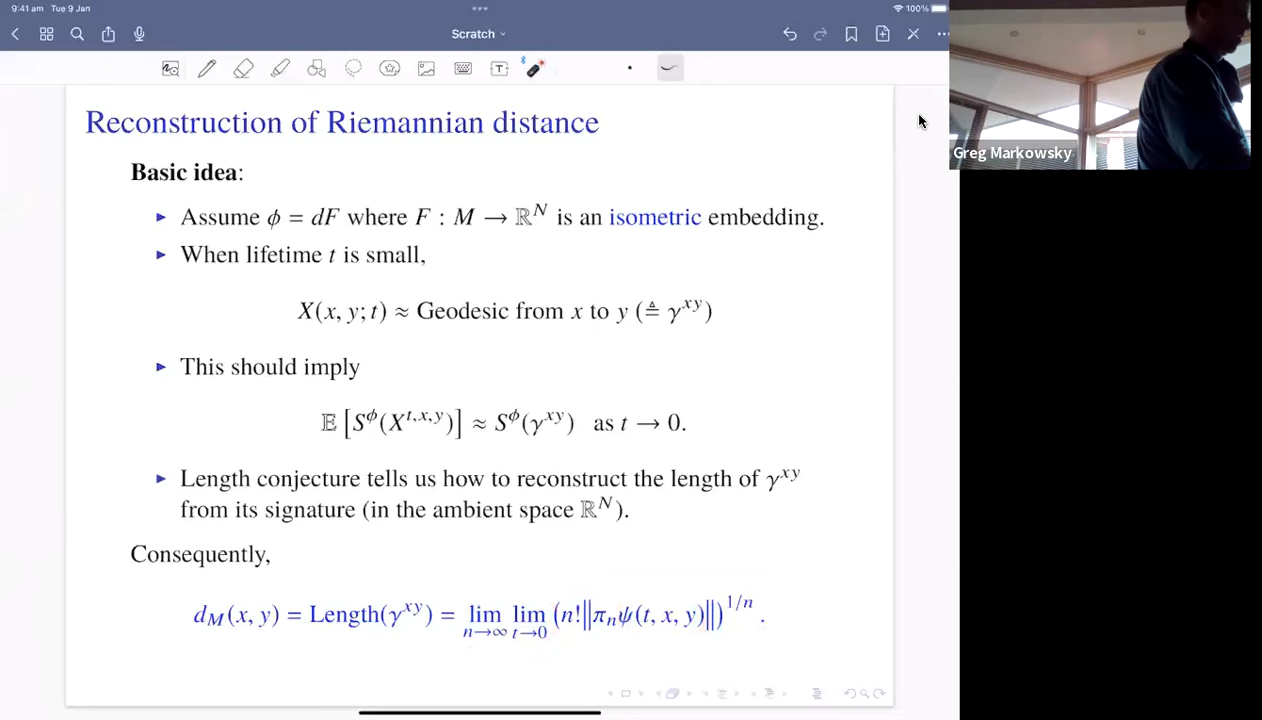 9:41 am Tue 9 Jan
100%
Scratch
Greg Markowsky
Reconstruction of Riemannian distance
Basic idea:
▶ Assume ϕ = dF where F : M → ℝ^N is an isometric embedding.
▶ When lifetime t is small,
X(x, y; t) ≈ Geodesic from x to y (≜ γ^{xy})
▶ This should imply
𝔼 [S^ϕ(X^{t,x,y})] ≈ S^ϕ(γ^{xy}) as t → 0.
▶ Length conjecture tells us how to reconstruct the length of γ^{xy}
from its signature (in the ambient space ℝ^N).
Consequently,
d_M(x, y) = Length(γ^{xy}) = lim_{n→∞} lim_{t→0} (n!‖π_nψ(t, x, y)‖)^{1/n} .